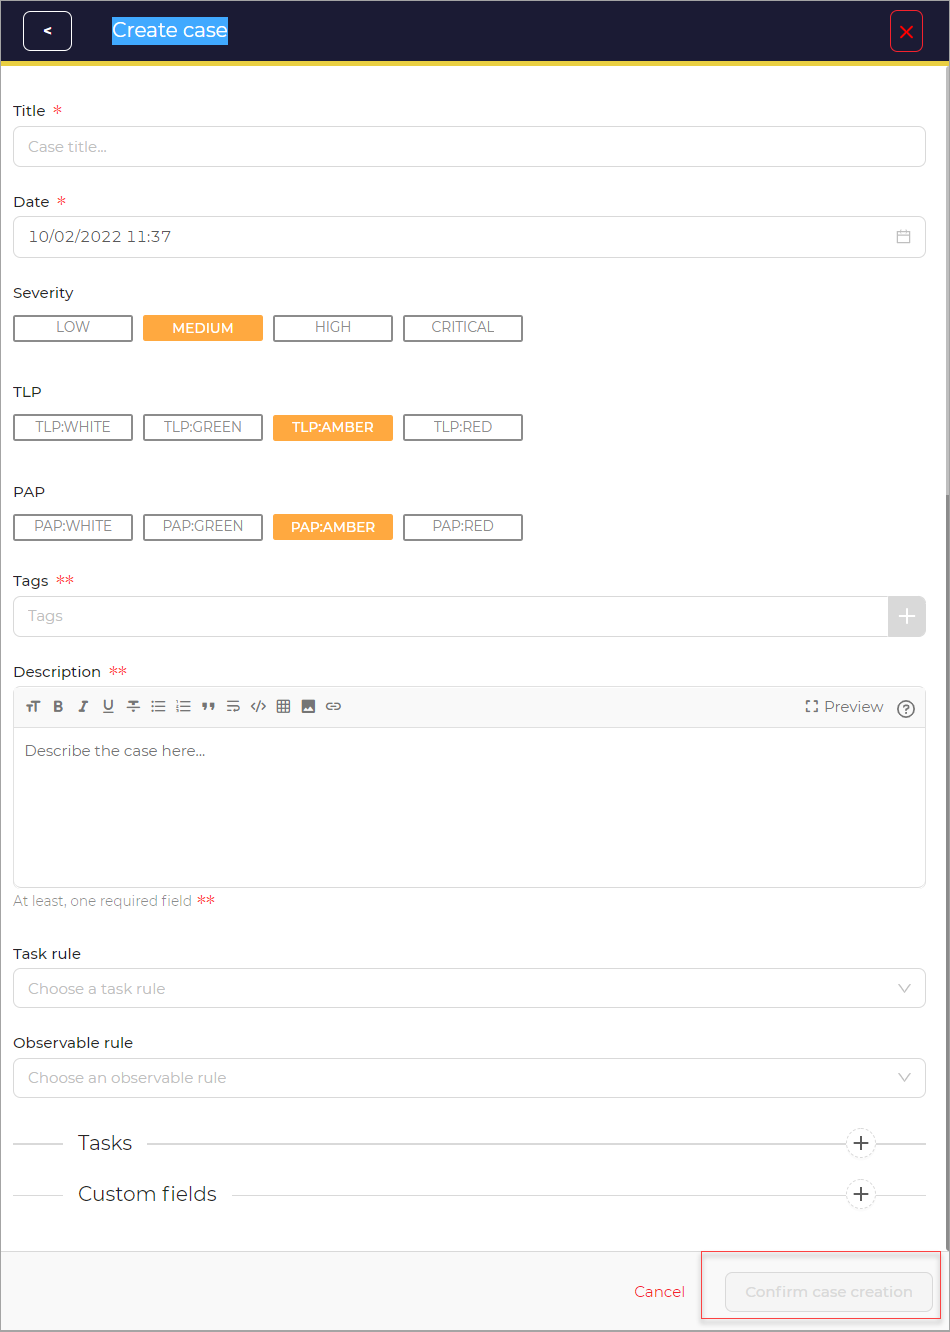 < Create case
Title *
Case title...
Date *
10/02/2022 11:37
Severity
LOW MEDIUM HIGH CRITICAL
TLP
TLP:WHITE TLP:GREEN TLP:AMBER TLP:RED
PAP
PAP:WHITE PAP:GREEN PAP:AMBER PAP:RED
Tags **
Tags
Description **
Preview
Describe the case here...
At least, one required field **
Task rule
Choose a task rule
Observable rule
Choose an observable rule
Tasks
Custom fields
Cancel Confirm case creation